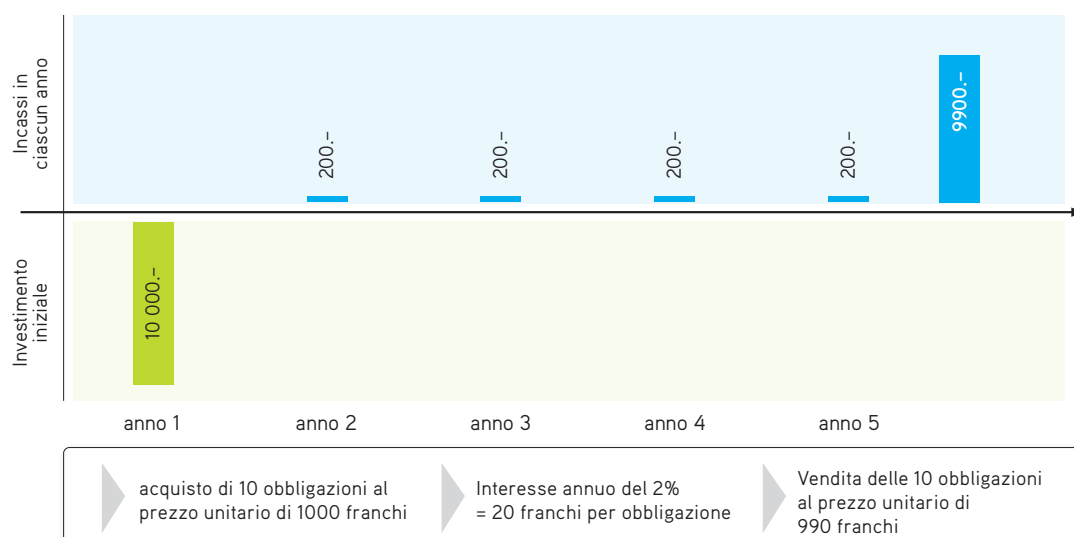 Incassi in
ciascun anno
200.–
200.–
200.–
200.–
9900.–
Investimento
iniziale
10 000.–
anno 1
anno 2
anno 3
anno 4
anno 5
acquisto di 10 obbligazioni al
prezzo unitario di 1000 franchi
Interesse annuo del 2%
= 20 franchi per obbligazione
Vendita delle 10 obbligazioni
al prezzo unitario di
990 franchi